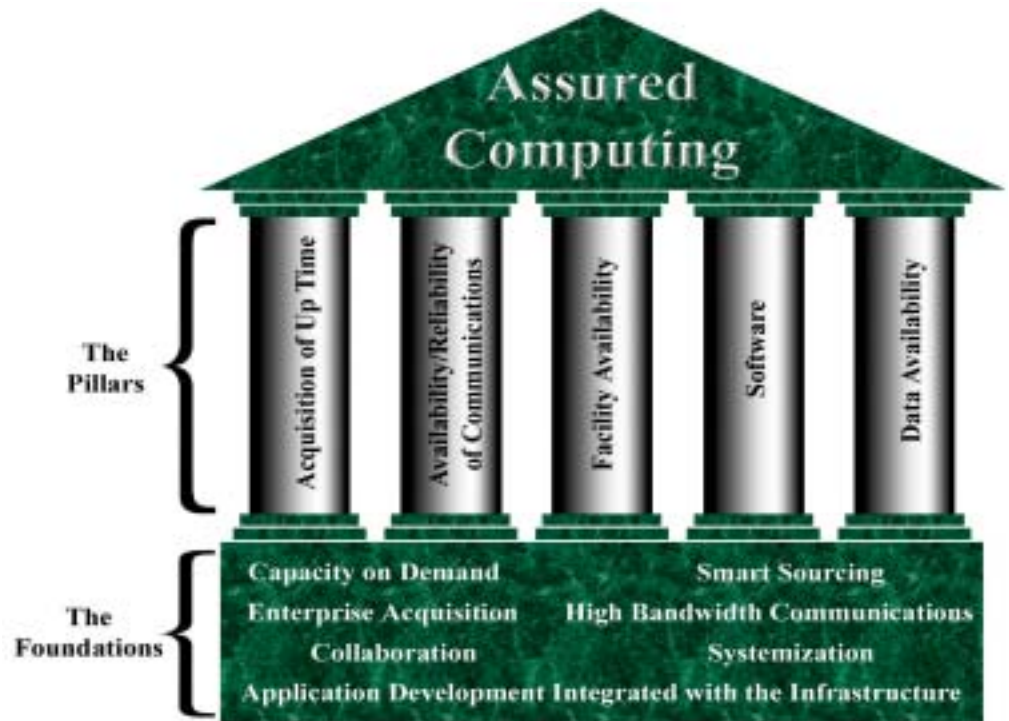 Assured
Computing
The
Pillars
Acquisition of Up Time
Availability/Reliability
of Communications
Facility Availability
Software
Data Availability
The
Foundations
Capacity on Demand
Smart Sourcing
Enterprise Acquisition
High Bandwidth Communications
Collaboration
Systemization
Application Development Integrated with the Infrastructure